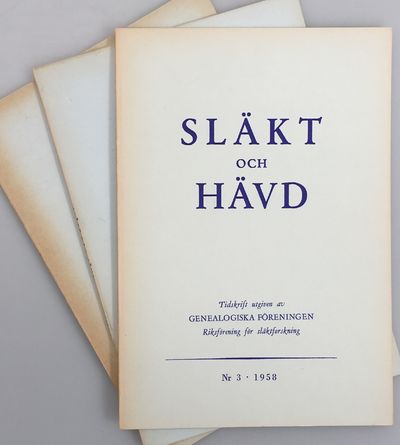 SLÄKT
OCH
HÄVD
Tidskrift utgiven av
GENEALOGISKA FÖRENINGEN
Riksförening för släktforskning
Nr 3 · 1958